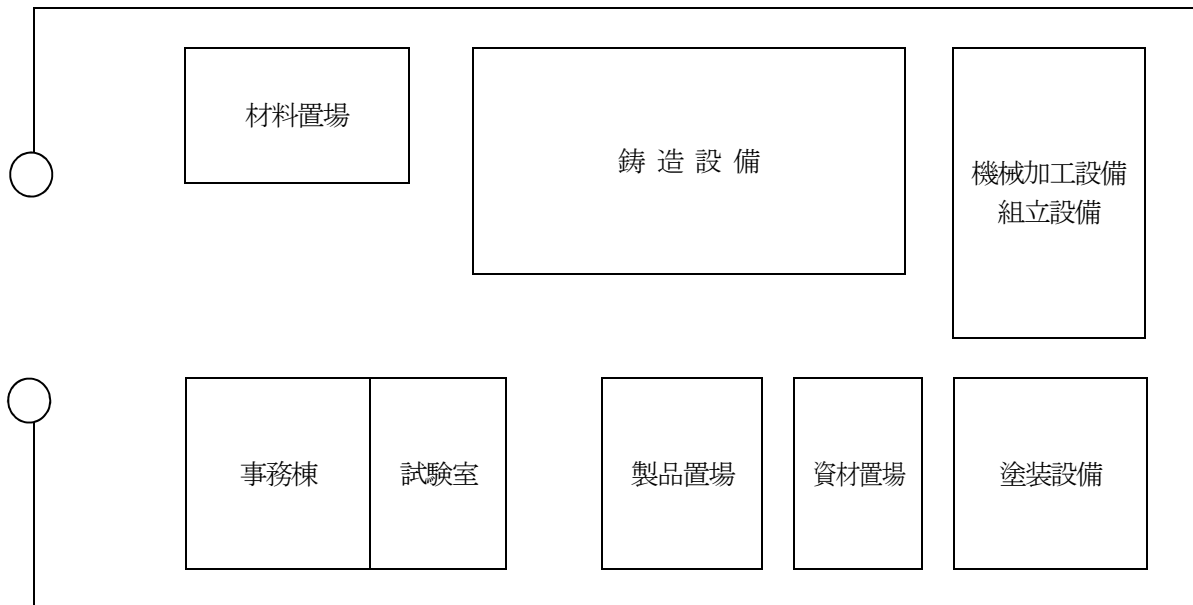 材料置場
鋳造設備
機械加工設備
組立設備
事務棟
試験室
製品置場
資材置場
塗装設備